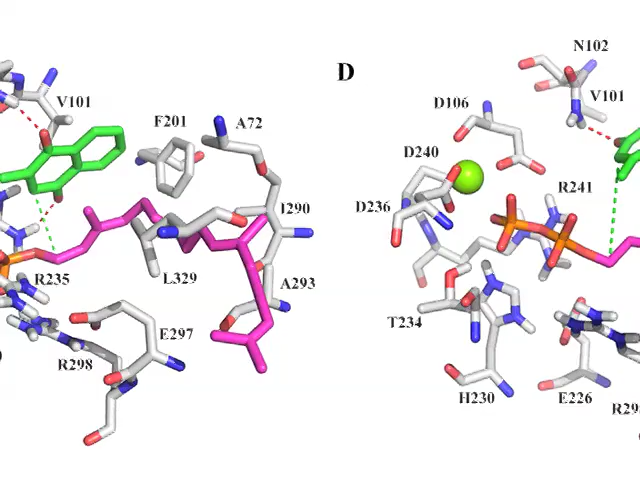 V101
F201
A72
I290
R235
L329
A293
E297
R298
D
N102
V101
D106
D240
R241
D236
T234
H230
E226